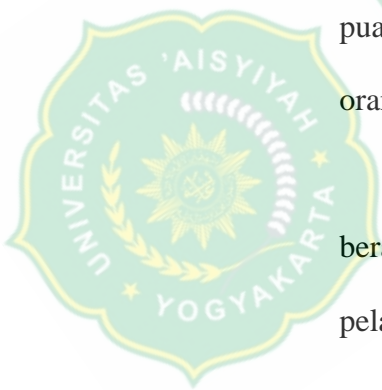 pua
oran
UNIVERSITAS 'AISYIYAH
YOGYAKARTA
bera
pela